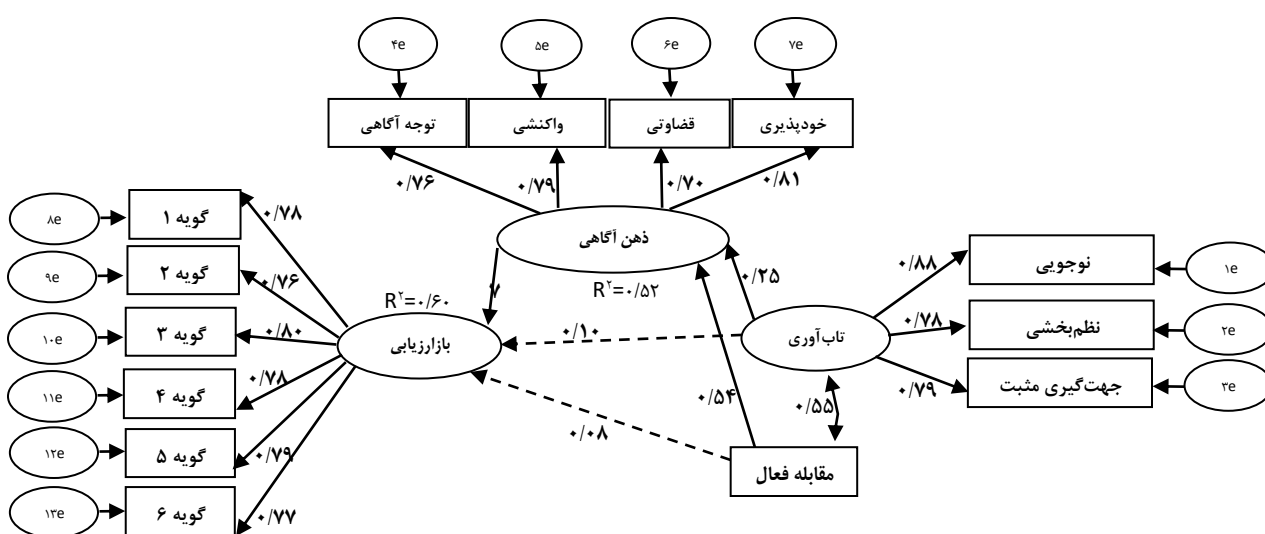 ۴e
۵e
۶e
۷e
توجه آگاهی
واکنشی
قضاوتی
خودپذیری
۰/۷۶
۰/۷۹
۰/۷۰
۰/۸۱
ذهن آگاهی
R۲=۰/۵۲
۰/۲۵
۸e
۹e
۱۰e
۱۱e
۱۲e
۱۳e
گویه ۱
گویه ۲
گویه ۳
گویه ۴
گویه ۵
گویه ۶
۰/۷۸
۰/۷۶
۰/۸۰
۰/۷۸
۰/۷۹
۰/۷۷
R۲=۰/۶۰
بازارزیابی
۰/۱۰
۰/۰۸
۰/۵۴
۰/۵۵
تاب‌آوری
مقابله فعال
۰/۸۸
۰/۷۸
۰/۷۹
نوجویی
نظم‌بخشی
جهت‌گیری مثبت
۱e
۲e
۳e